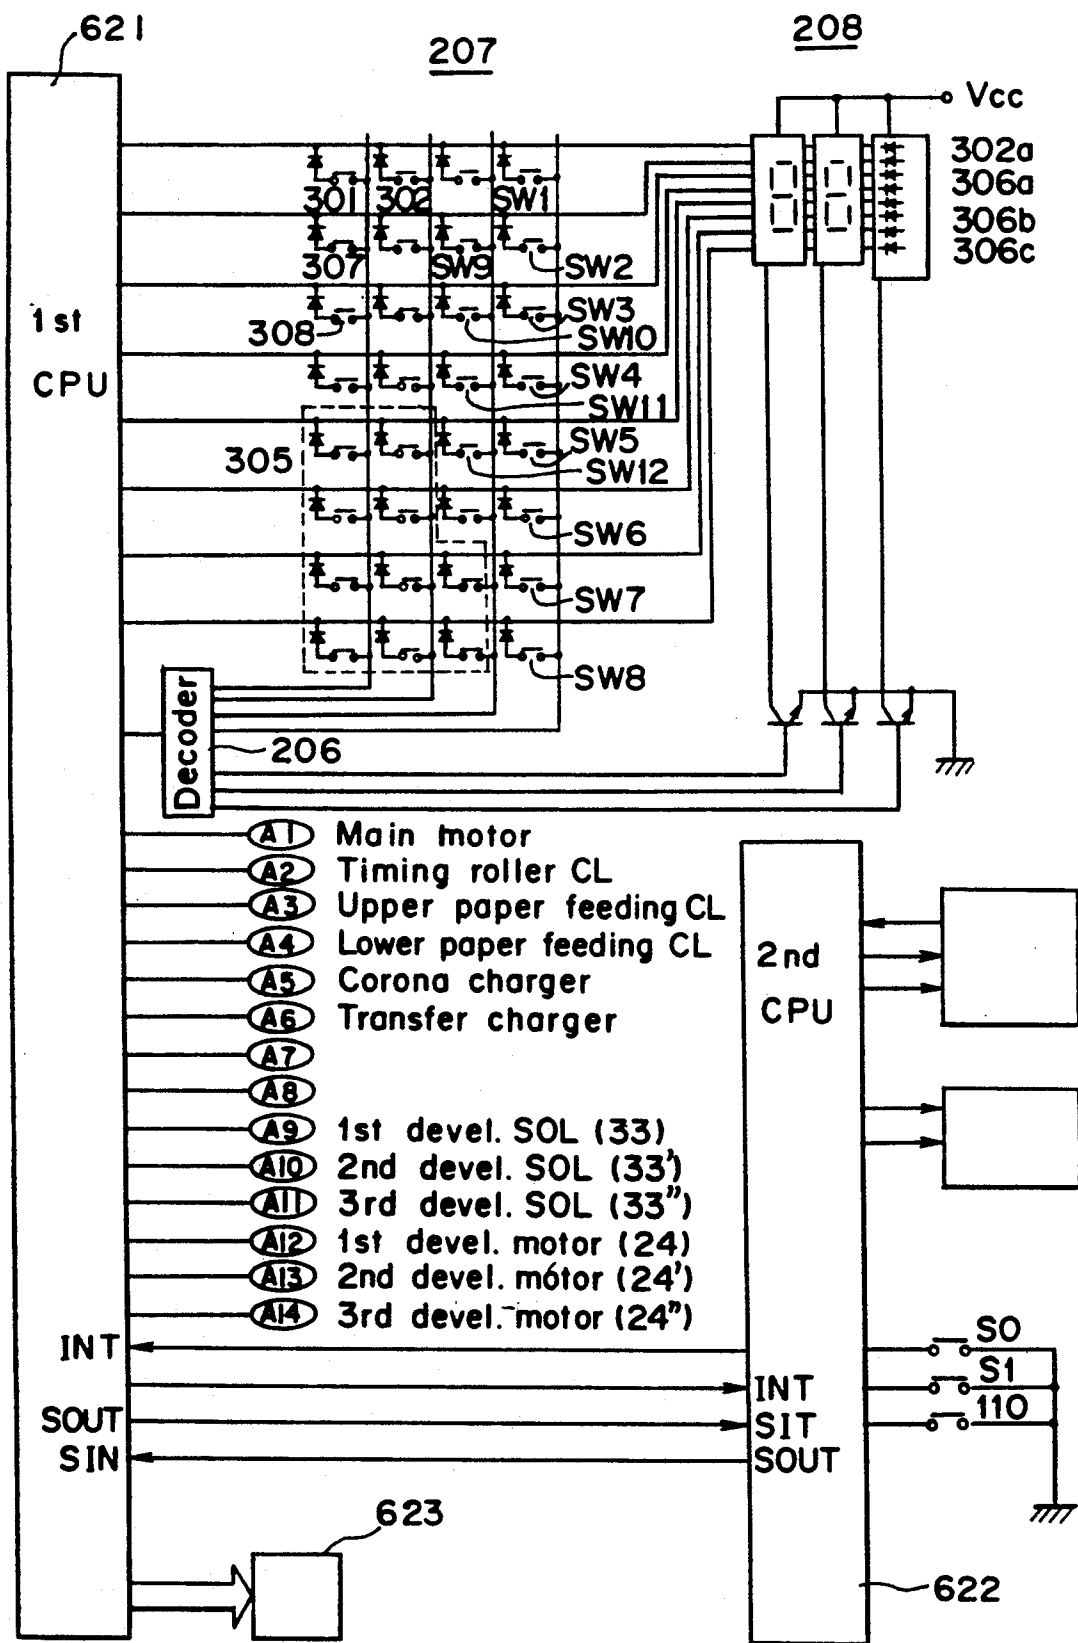 621
207
208
Vcc
302a
306a
306b
306c
301
302
SW1
307
SW9
SW2
1st
CPU
308
SW3
SW10
SW4
SW11
305
SW5
SW12
SW6
SW7
SW8
Decoder
206
A1 Main motor
A2 Timing roller CL
A3 Upper paper feeding CL
A4 Lower paper feeding CL
A5 Corona charger
A6 Transfer charger
A7
A8
A9 1st devel. SOL (33)
A10 2nd devel. SOL (33')
A11 3rd devel. SOL (33")
A12 1st devel. motor (24)
A13 2nd devel. motor (24')
A14 3rd devel. motor (24")
2nd
CPU
INT
SOUT
SIN
INT
SIT
SOUT
S0
S1
110
623
622